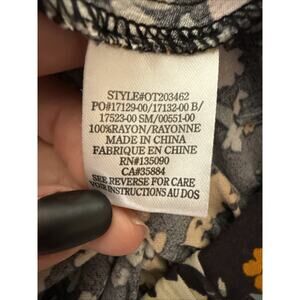 STYLE#OT203462
PO#17129-00/17132-00 B/
17523-00 SM/00551-00
100%RAYON/RAYONNE
MADE IN CHINA
FABRIQUE EN CHINE
RN#135090
CA#35884
SEE REVERSE FOR CARE
VOIR INSTRUCTIONS AU DOS